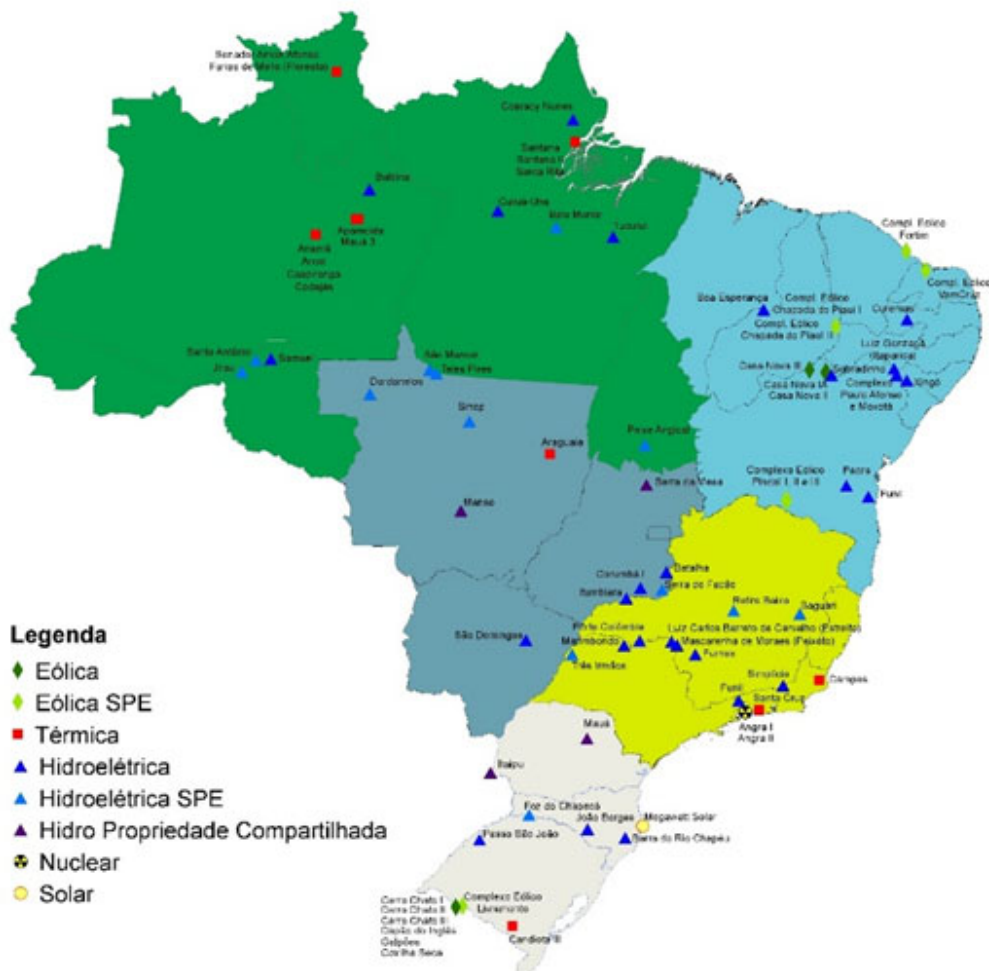 Farias de Mello (Floresta)
Coaracy Nunes
Santana
Santana II
Santa Rita
Balbina
Curuá-Una
Belo Monte
Tucuruí
Aparecida
Mauá 3
Anamã
Anori
Caapiranga
Codajás
Compl. Eólico
Fortim
Compl. Eólico
VamCruz
Boa Esperança
Compl. Eólico
Chapada do Piauí I
Compl. Eólico
Chapada do Piauí II
Curemas
Luiz Gonzaga
(Itaparica)
Casa Nova III
Sobradinho
Casa Nova II
Complexo
Paulo Afonso
e Moxotó
Xingó
Santo Antônio
Samuel
Jirau
São Manoel
Teles Pires
Dardanelos
Sinop
Araguaia
Peixe Angical
Serra da Mesa
Manso
Complexo Eólico
Pindaí I, II e III
Pedra
Funil
Batalha
Corumbá I
Serra do Facão
Itumbiara
Retiro Baixo
Baguari
São Domingos
Porto Colômbia
Luiz Carlos Barreto de Carvalho (Estreito)
Marimbondo
Mascarenhas de Moraes (Peixoto)
Três Irmãos
Furnas
Simplício
Campos
Funil
Santa Cruz
Angra I
Angra II
Mauá
Itaipu
Foz do Chapecó
João Borges
Megawatt Solar
Passo São João
Barra do Rio Chapéu
Cerro Chato I
Cerro Chato II
Cerro Chato III
Capão do Inglês
Galpões
Coxilha Seca
Complexo Eólico
Livramento
Candiota III
Legenda
Eólica
Eólica SPE
Térmica
Hidroelétrica
Hidroelétrica SPE
Hidro Propriedade Compartilhada
Nuclear
Solar